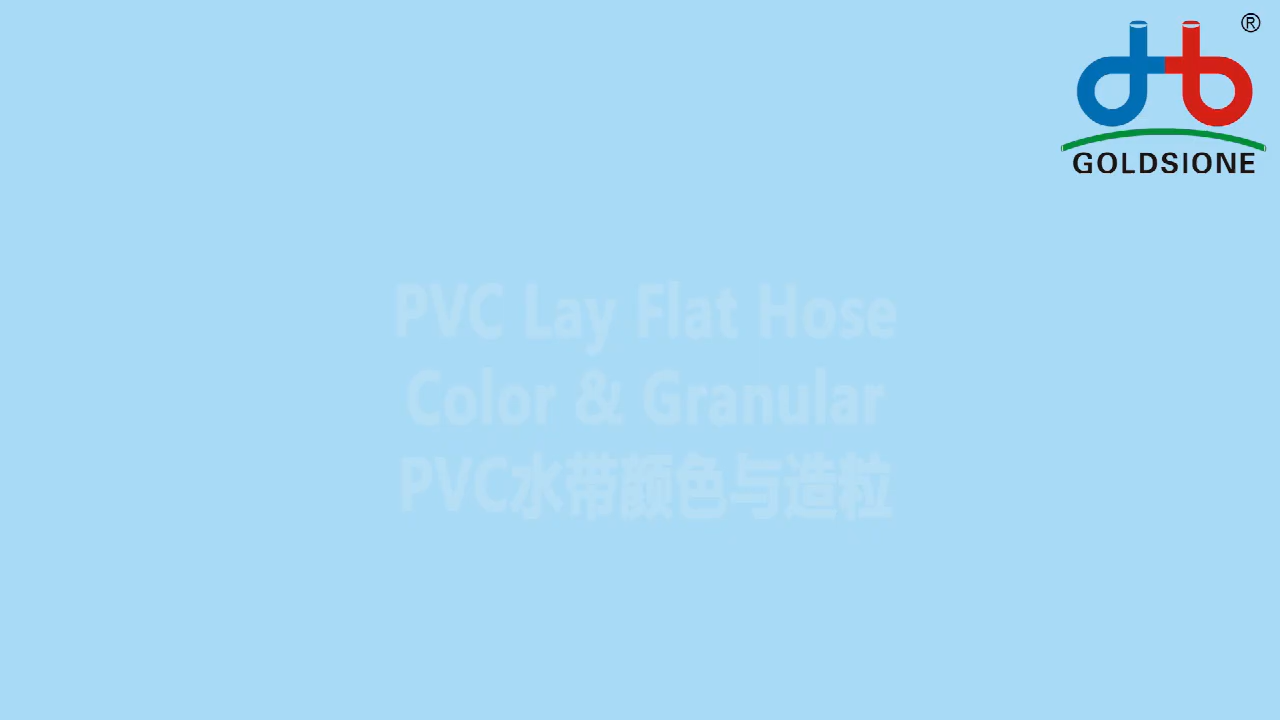 ®
GOLDSIONE
PVC Lay Flat Hose
Color & Granular
PVC水带颜色与造粒